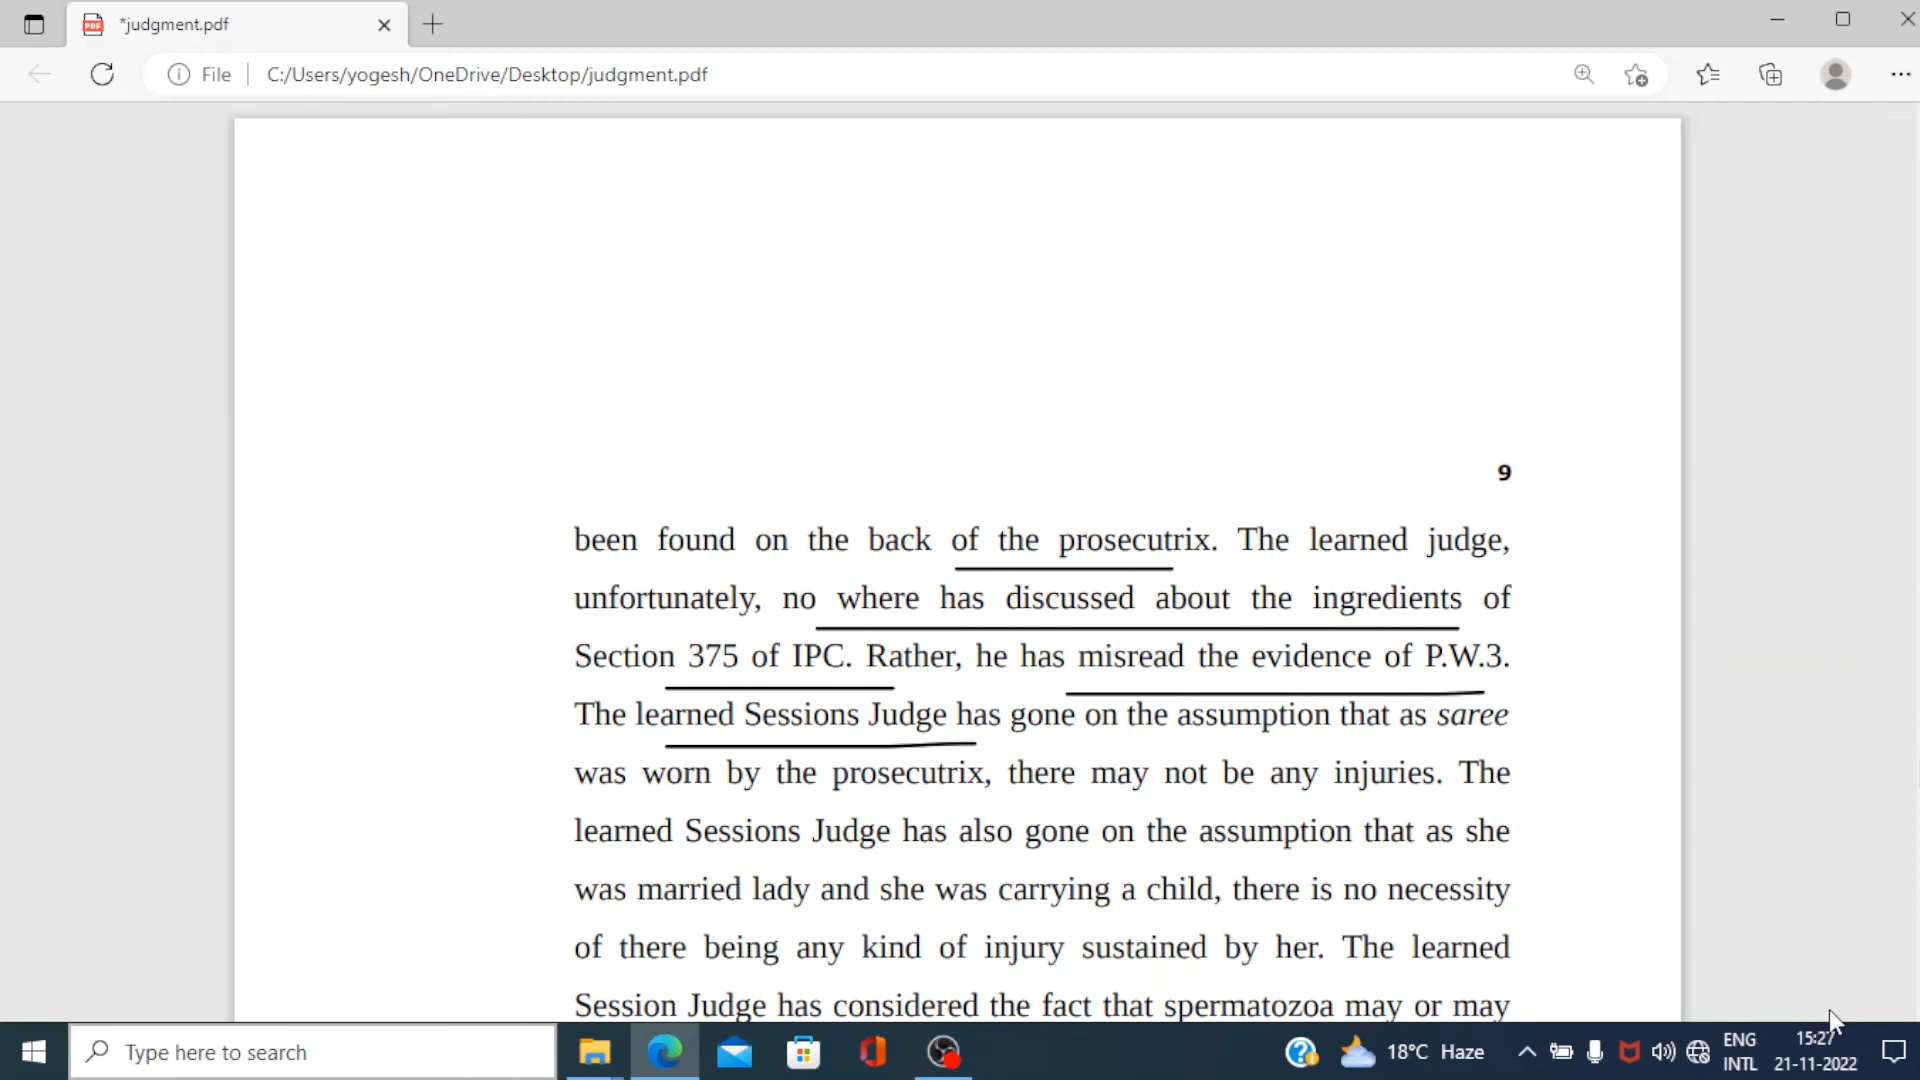 *judgment.pdf
File
C:/Users/yogesh/OneDrive/Desktop/judgment.pdf
9
been found on the back of the prosecutrix. The learned judge,
unfortunately, no where has discussed about the ingredients of
Section 375 of IPC. Rather, he has misread the evidence of P.W.3.
The learned Sessions Judge has gone on the assumption that as saree
was worn by the prosecutrix, there may not be any injuries. The
learned Sessions Judge has also gone on the assumption that as she
was married lady and she was carrying a child, there is no necessity
of there being any kind of injury sustained by her. The learned
Session Judge has considered the fact that spermatozoa may or may
Type here to search
18°C Haze
ENG
INTL
15:27
21-11-2022